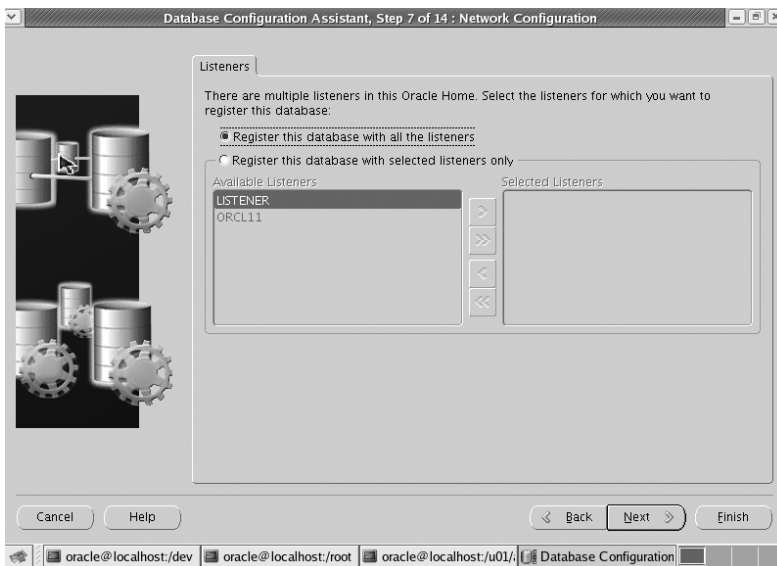 Database Configuration Assistant, Step 7 of 14 : Network Configuration
Listeners
There are multiple listeners in this Oracle Home. Select the listeners for which you want to
register this database:
Register this database with all the listeners
Register this database with selected listeners only
Available Listeners
Selected Listeners
LISTENER
ORCL11
>
>>
<
<<
Cancel
Help
Back
Next
Finish
oracle@localhost:/dev
oracle@localhost:/root
oracle@localhost:/u01/
Database Configuration